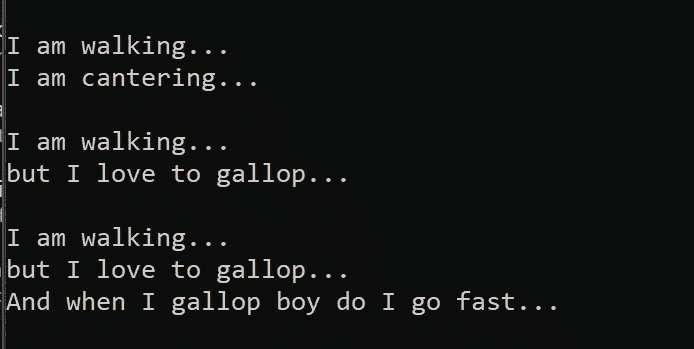 I am walking...
I am cantering...
I am walking...
but I love to gallop...
I am walking...
but I love to gallop...
And when I gallop boy do I go fast...